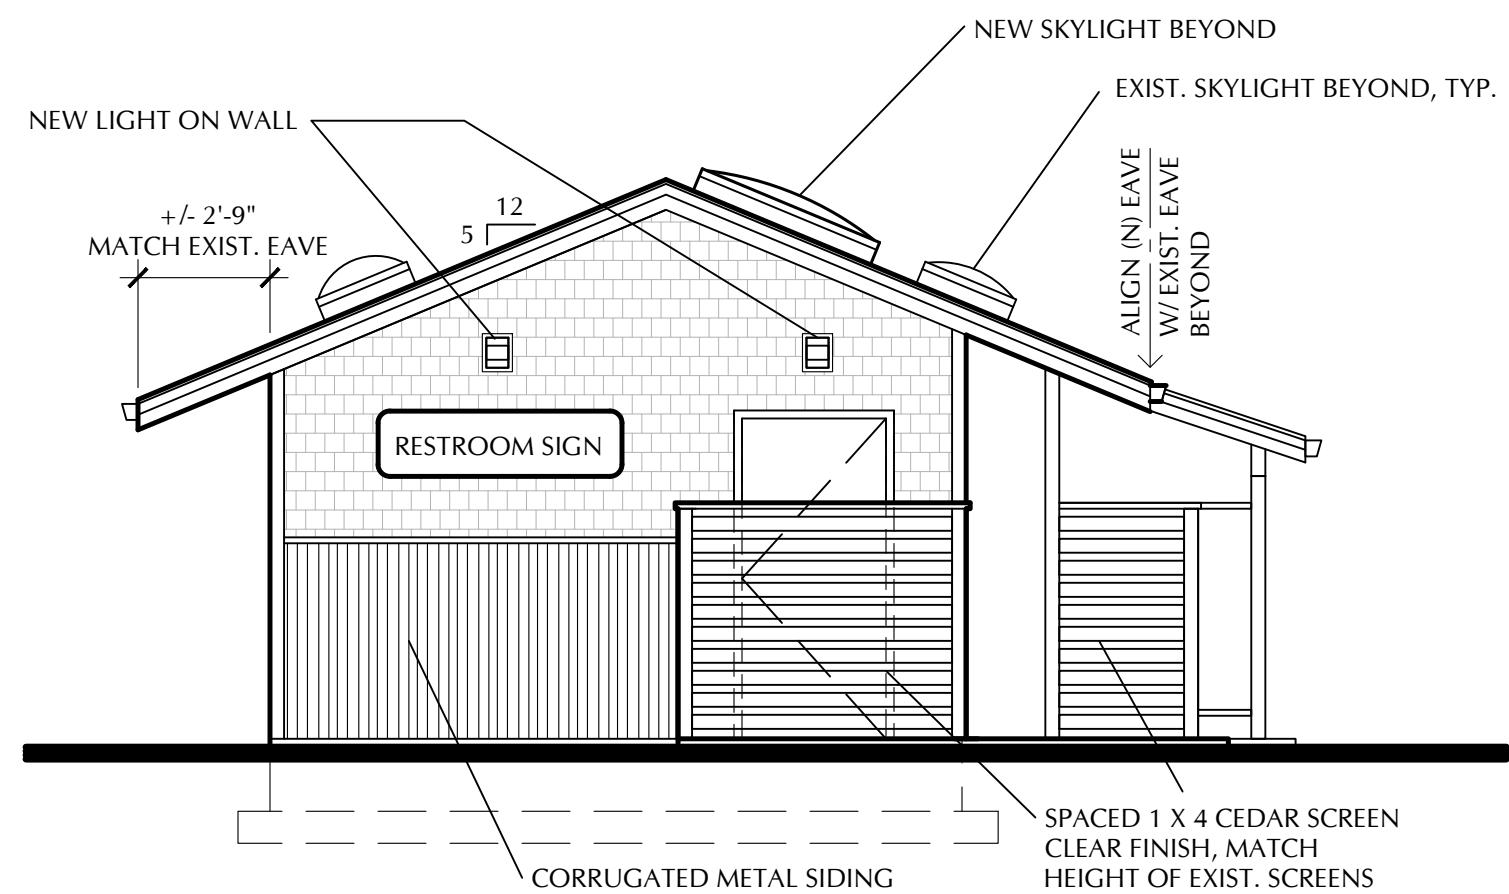 NEW SKYLIGHT BEYOND
EXIST. SKYLIGHT BEYOND, TYP.
NEW LIGHT ON WALL
+/- 2'-9"
MATCH EXIST. EAVE
12
5
ALIGN (N) EAVE
W/ EXIST. EAVE
BEYOND
RESTROOM SIGN
SPACED 1 X 4 CEDAR SCREEN
CLEAR FINISH, MATCH
HEIGHT OF EXIST. SCREENS
CORRUGATED METAL SIDING